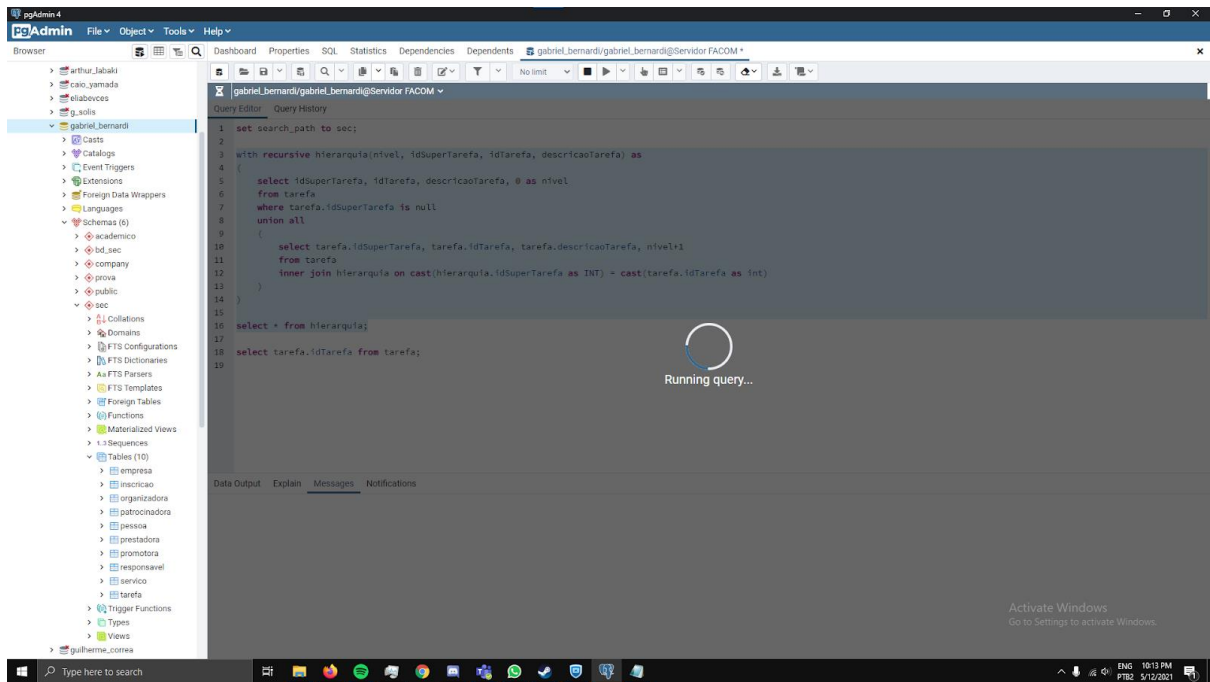 pgAdmin 4
pgAdmin File Object Tools Help
Browser
Dashboard Properties SQL Statistics Dependencies Dependents gabriel_bernardi/gabriel_bernardi@Servidor FACOM *
No limit
gabriel_bernardi/gabriel_bernardi@Servidor FACOM
Query Editor Query History
arthur_labaki
caio_yamada
eliabevces
g_solis
gabriel_bernardi
Casts
Catalogs
Event Triggers
Extensions
Foreign Data Wrappers
Languages
Schemas (6)
academico
bd_sec
company
prova
public
sec
Collations
Domains
FTS Configurations
FTS Dictionaries
Aa FTS Parsers
FTS Templates
Foreign Tables
Functions
Materialized Views
1..3 Sequences
Tables (10)
empresa
inscricao
organizadora
patrocinadora
pessoa
prestadora
promotora
responsavel
servico
tarefa
Trigger Functions
Types
Views
guilherme_correa
1 set search_path to sec;
2
3 with recursive hierarquia(nivel, idSuperTarefa, idTarefa, descricaoTarefa) as
4 (
5 select idSuperTarefa, idTarefa, descricaoTarefa, 0 as nivel
6 from tarefa
7 where tarefa.idSuperTarefa is null
8 union all
9 (
10 select tarefa.idSuperTarefa, tarefa.idTarefa, tarefa.descricaoTarefa, nivel+1
11 from tarefa
12 inner join hierarquia on cast(hierarquia.idSuperTarefa as INT) = cast(tarefa.idTarefa as int)
13 )
14 )
15
16 select * from hierarquia;
17
18 select tarefa.idTarefa from tarefa;
19
Running query...
Data Output Explain Messages Notifications
Activate Windows
Go to Settings to activate Windows.
Type here to search
ENG 10:13 PM
PTB2 5/12/2021